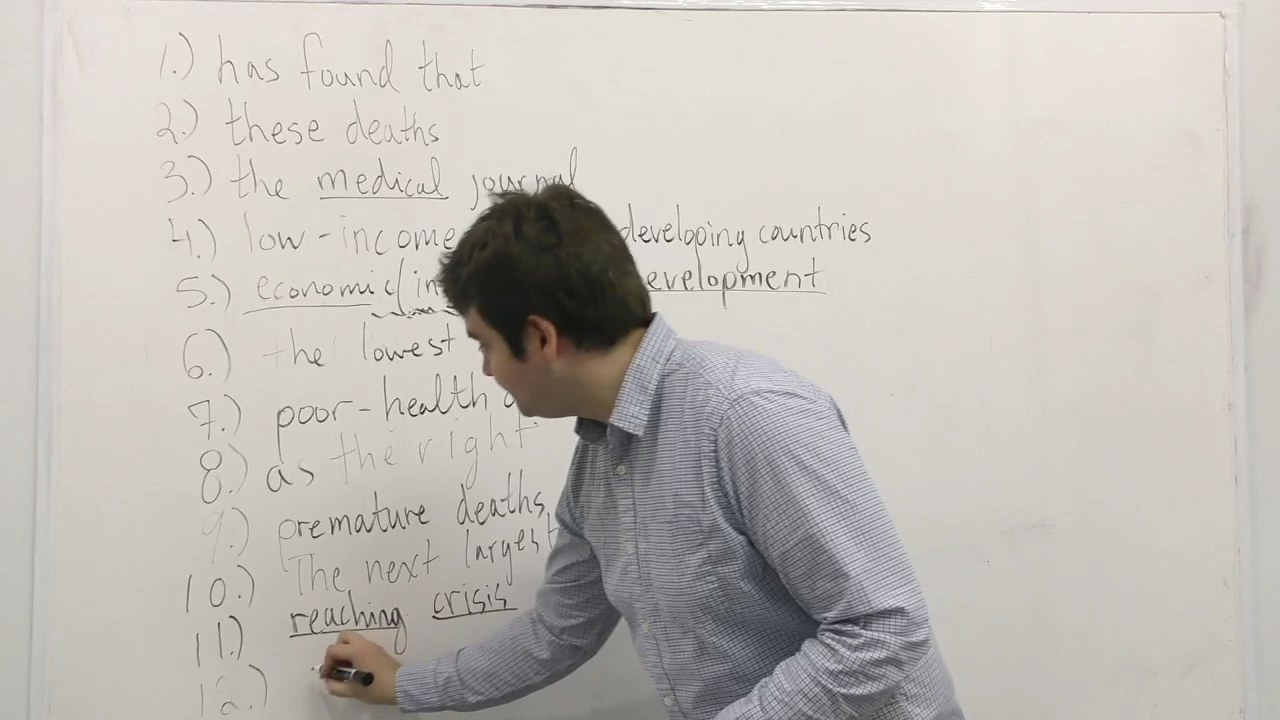 1.) has found that
2.) these deaths
3.) the medical journal
4.) low-income developing countries
5.) economic/in evelopment
6.) the lowest
7.) poor-health
8.) as the right
9.) premature deaths
10.) The next largest
11.) reaching crisis
12.)